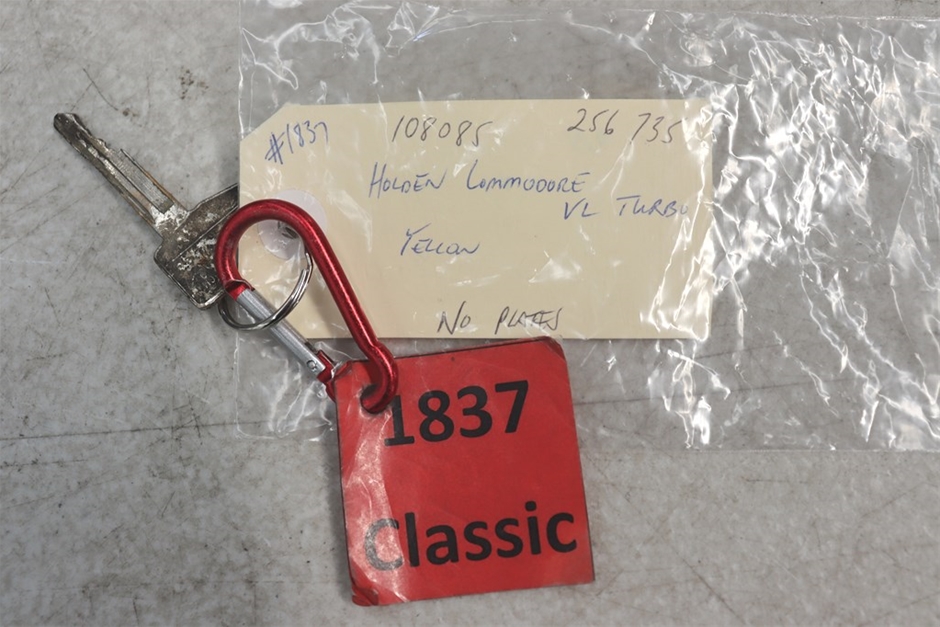 #1837 108085 256 735
HOLDEN COMMODORE
VL TURBO
YELLOW
NO PLATES
1837
Classic